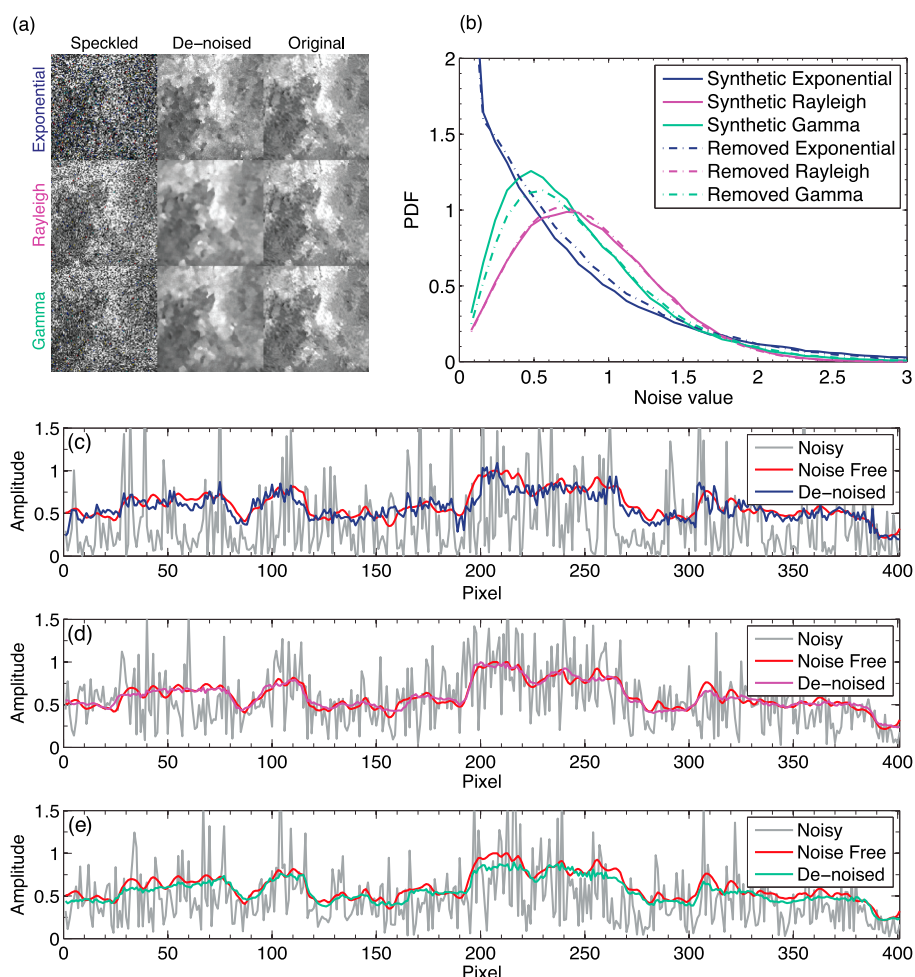 (a)
Speckled De-noised Original
Exponential
Rayleigh
Gamma
(b)
2
1.5
1
0.5
0
PDF
0 0.5 1 1.5 2 2.5 3
Noise value
Synthetic Exponential
Synthetic Rayleigh
Synthetic Gamma
Removed Exponential
Removed Rayleigh
Removed Gamma
(c)
1.5
1
0.5
0
Amplitude
0 50 100 150 200 250 300 350 400
Pixel
Noisy
Noise Free
De-noised
(d)
1.5
1
0.5
0
Amplitude
0 50 100 150 200 250 300 350 400
Pixel
Noisy
Noise Free
De-noised
(e)
1.5
1
0.5
0
Amplitude
0 50 100 150 200 250 300 350 400
Pixel
Noisy
Noise Free
De-noised